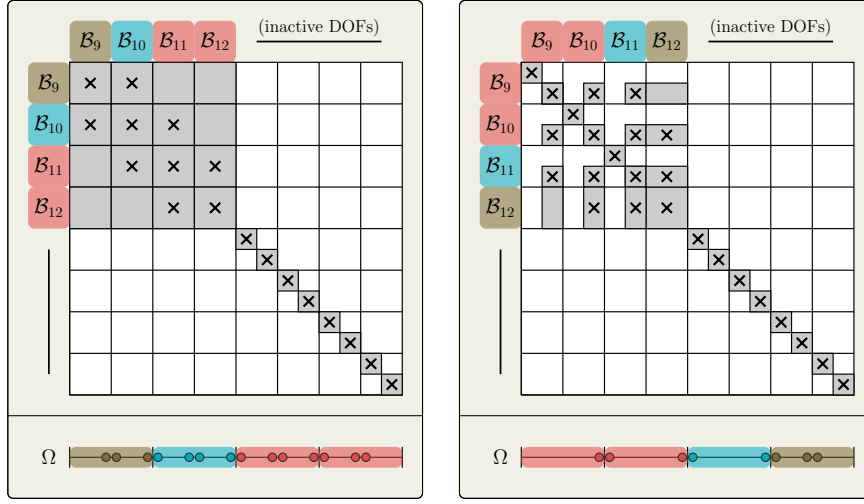 (inactive DOFs)
B₉ B₁₀ B₁₁ B₁₂
B₉
B₁₀
B₁₁
B₁₂
Ω
(inactive DOFs)
B₉ B₁₀ B₁₁ B₁₂
B₉
B₁₀
B₁₁
B₁₂
Ω